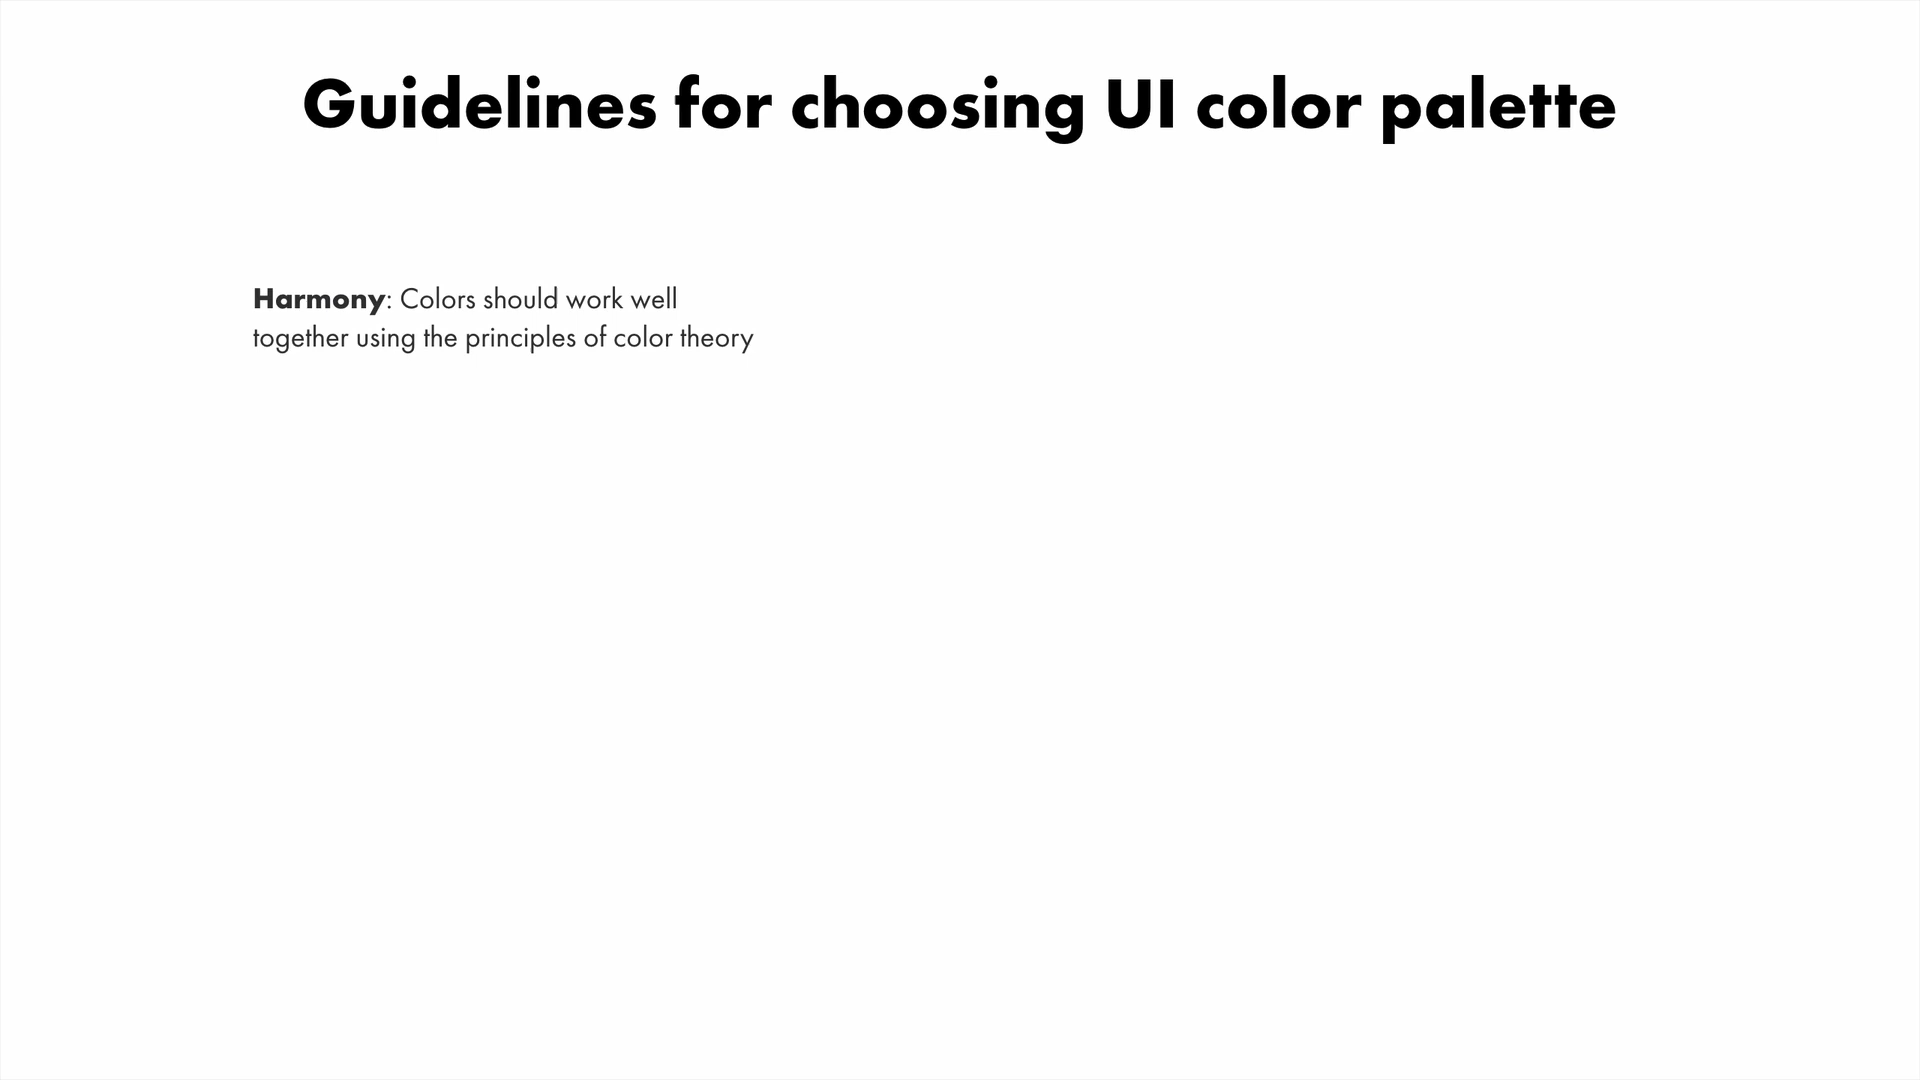 Guidelines for choosing UI color palette
Harmony: Colors should work well
together using the principles of color theory